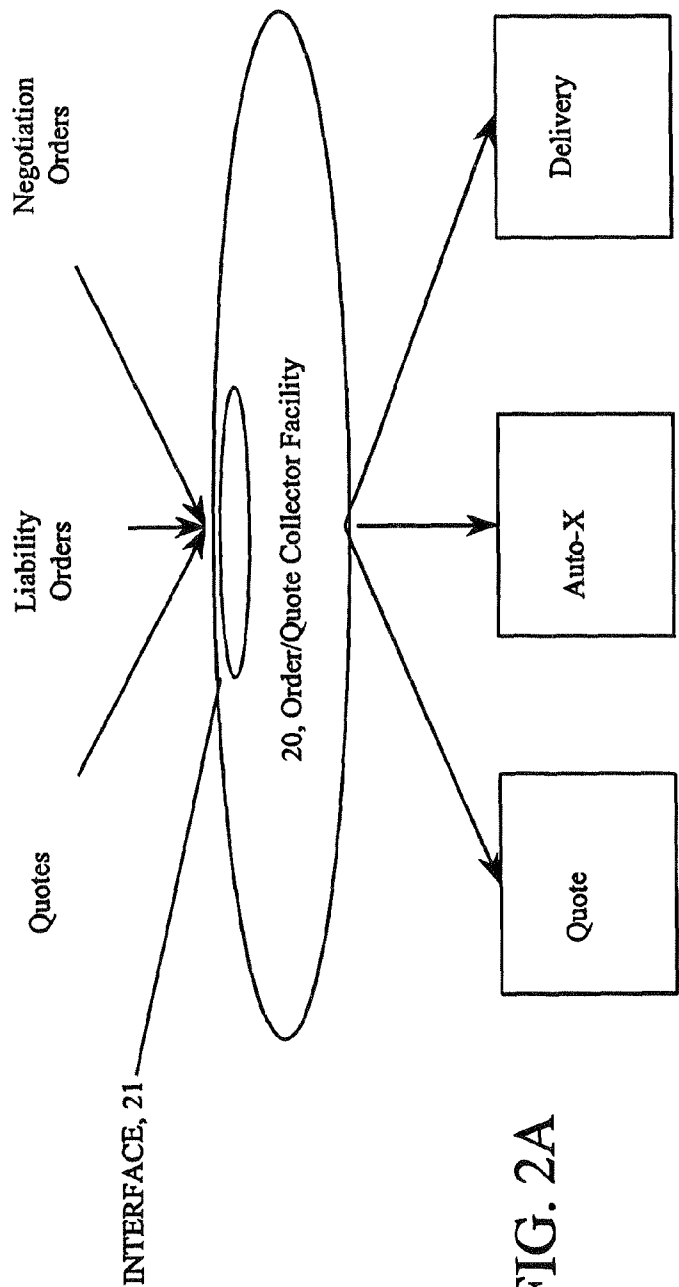 Quotes
Liability
Orders
Negotiation
Orders
INTERFACE, 21
20, Order/Quote Collector Facility
Quote
Auto-X
Delivery
FIG. 2A